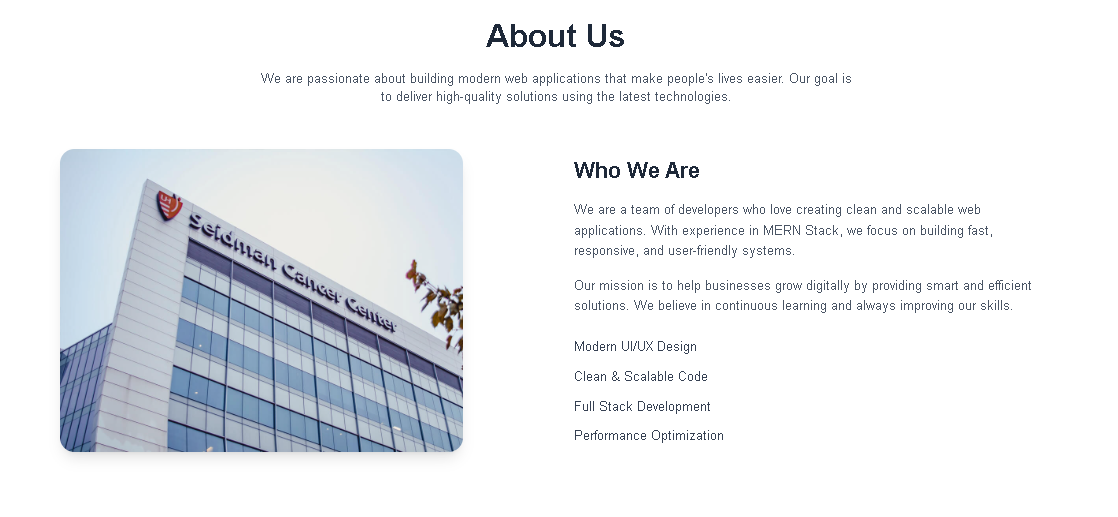 About Us
We are passionate about building modern web applications that make people's lives easier. Our goal is
to deliver high-quality solutions using the latest technologies.
Seidman Cancer Center
Who We Are
We are a team of developers who love creating clean and scalable web
applications. With experience in MERN Stack, we focus on building fast,
responsive, and user-friendly systems.
Our mission is to help businesses grow digitally by providing smart and efficient
solutions. We believe in continuous learning and always improving our skills.
Modern UI/UX Design
Clean & Scalable Code
Full Stack Development
Performance Optimization